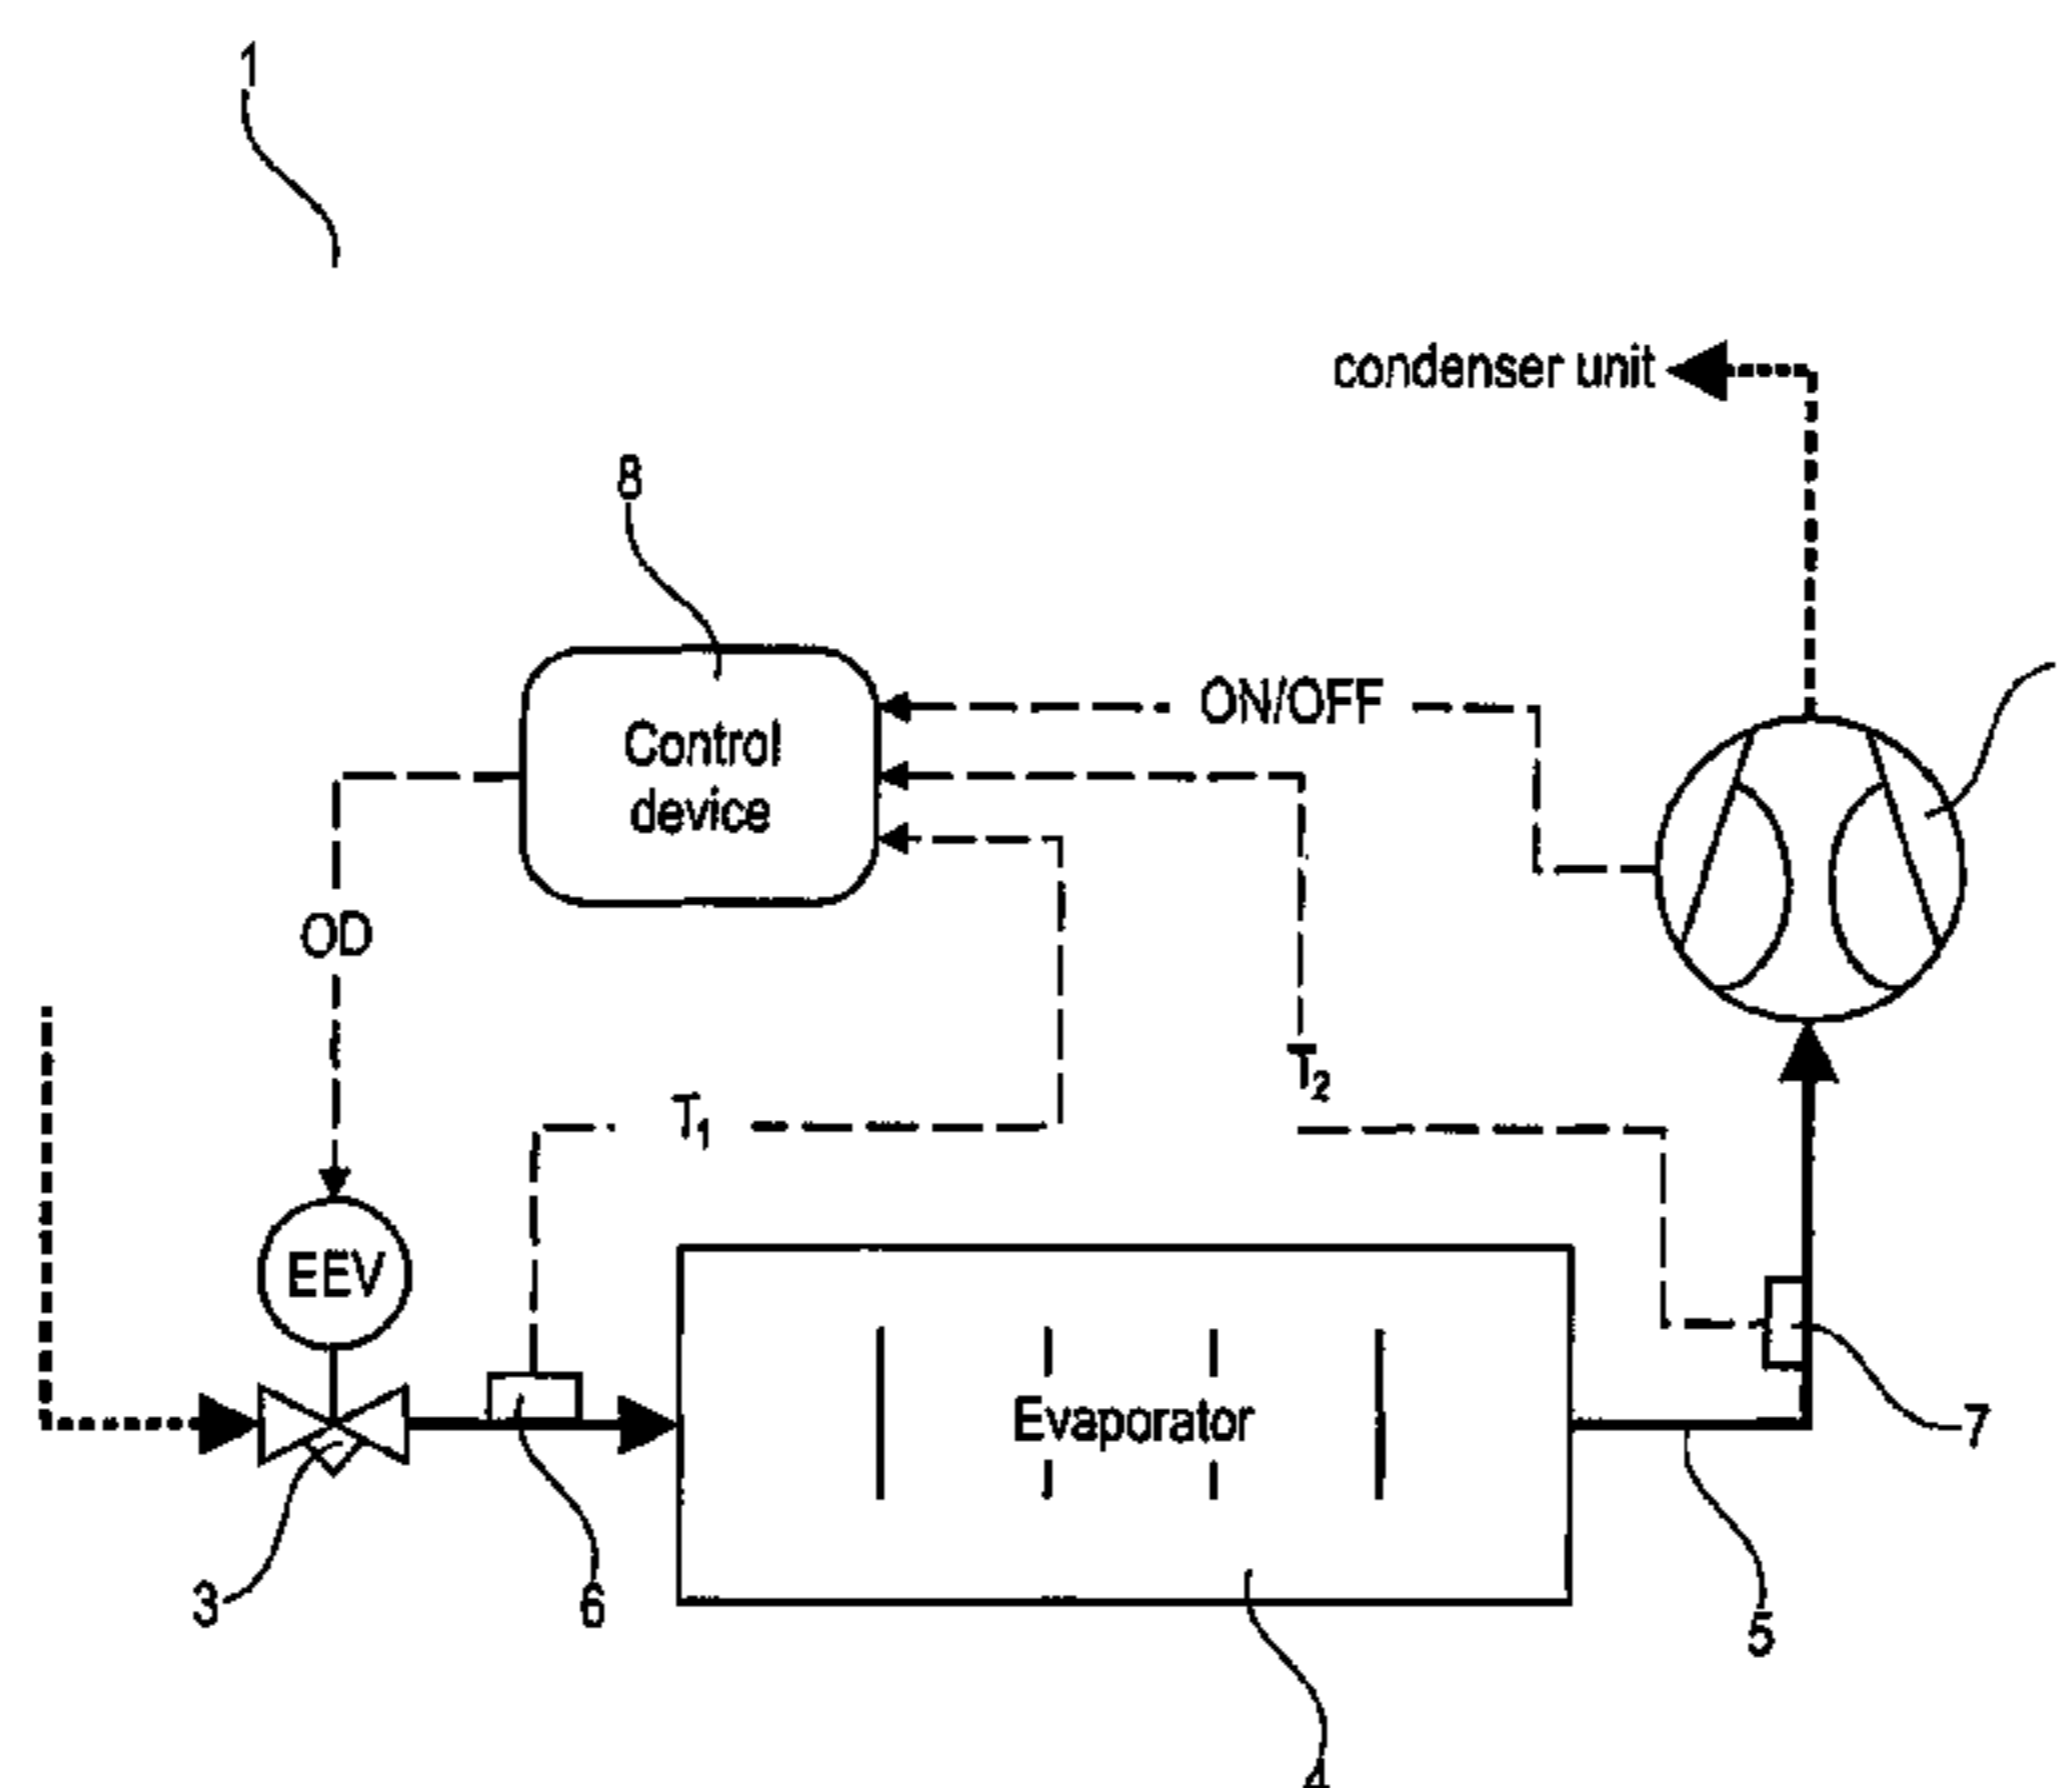 1
condenser unit
8
ON/OFF
Control
device
OD
T2
T1
EEV
Evaporator
7
3
6
5
4